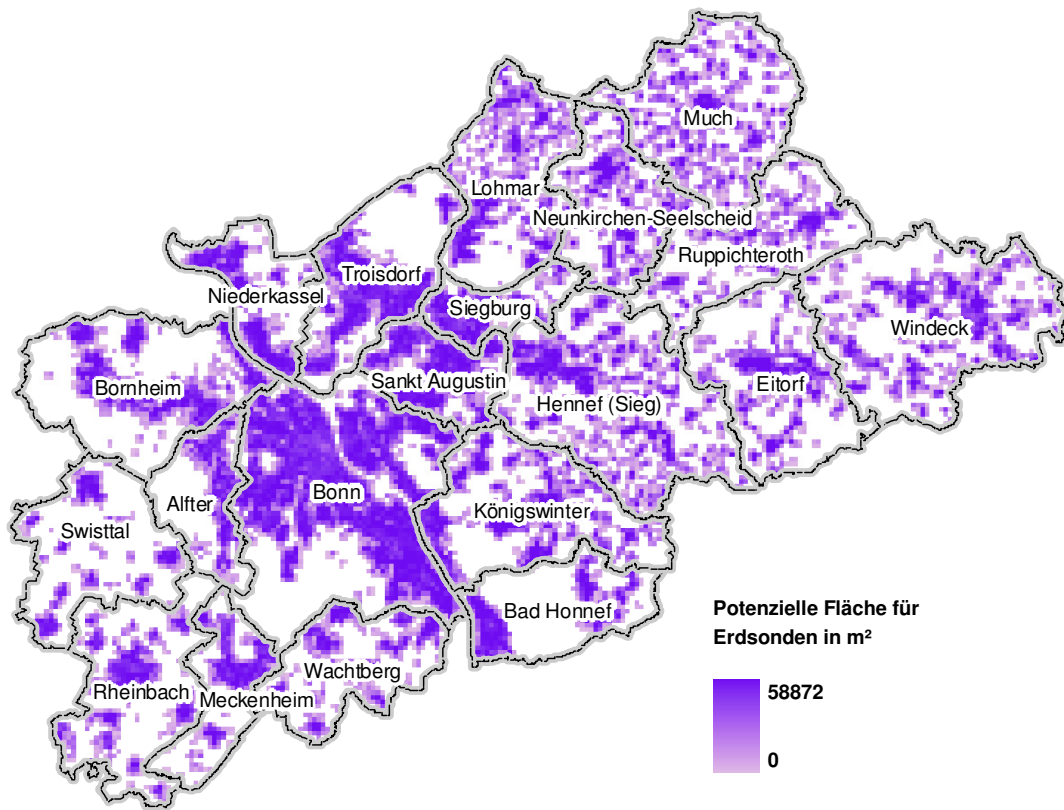 Much
Lohmar
Neunkirchen-Seelscheid
Ruppichteroth
Troisdorf
Niederkassel
Siegburg
Windeck
Bornheim
Sankt Augustin
Eitorf
Hennef (Sieg)
Bonn
Alfter
Königswinter
Swisttal
Bad Honnef
Wachtberg
Rheinbach
Meckenheim
Potenzielle Fläche für
Erdsonden in m²
58872
0